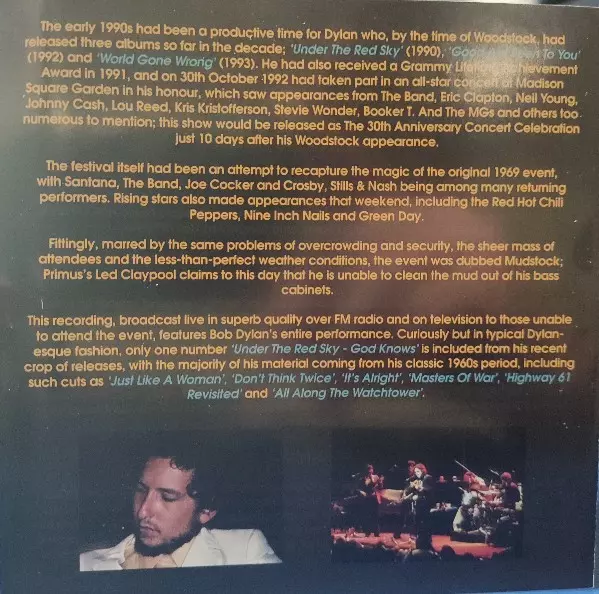 The early 1990s had been a productive time for Dylan who, by the time of Woodstock, had
released three albums so far in the decade; 'Under The Red Sky' (1990), 'Good As I Been To You'
(1992) and 'World Gone Wrong' (1993). He had also received a Grammy Lifetime Achievement
Award in 1991, and on 30th October 1992 had taken part in an all-star concert at Madison
Square Garden in his honour, which saw appearances from The Band, Eric Clapton, Neil Young,
Johnny Cash, Lou Reed, Kris Kristofferson, Stevie Wonder, Booker T. And The MGs and others too
numerous to mention; this show would be released as The 30th Anniversary Concert Celebration
just 10 days after his Woodstock appearance.
The festival itself had been an attempt to recapture the magic of the original 1969 event,
with Santana, The Band, Joe Cocker and Crosby, Stills & Nash being among many returning
performers. Rising stars also made appearances that weekend, including the Red Hot Chili
Peppers, Nine Inch Nails and Green Day.
Fittingly, marred by the same problems of overcrowding and security, the sheer mass of
attendees and the less-than-perfect weather conditions, the event was dubbed Mudstock;
Primus's Led Claypool claims to this day that he is unable to clean the mud out of his bass
cabinets.
This recording, broadcast live in superb quality over FM radio and on television to those unable
to attend the event, features Bob Dylan's entire performance. Curiously but in typical Dylan-
esque fashion, only one number 'Under The Red Sky - God Knows' is included from his recent
crop of releases, with the majority of his material coming from his classic 1960s period, including
such cuts as 'Just Like A Woman', 'Don't Think Twice', 'It's Alright', 'Masters Of War', 'Highway 61
Revisited' and 'All Along The Watchtower'.